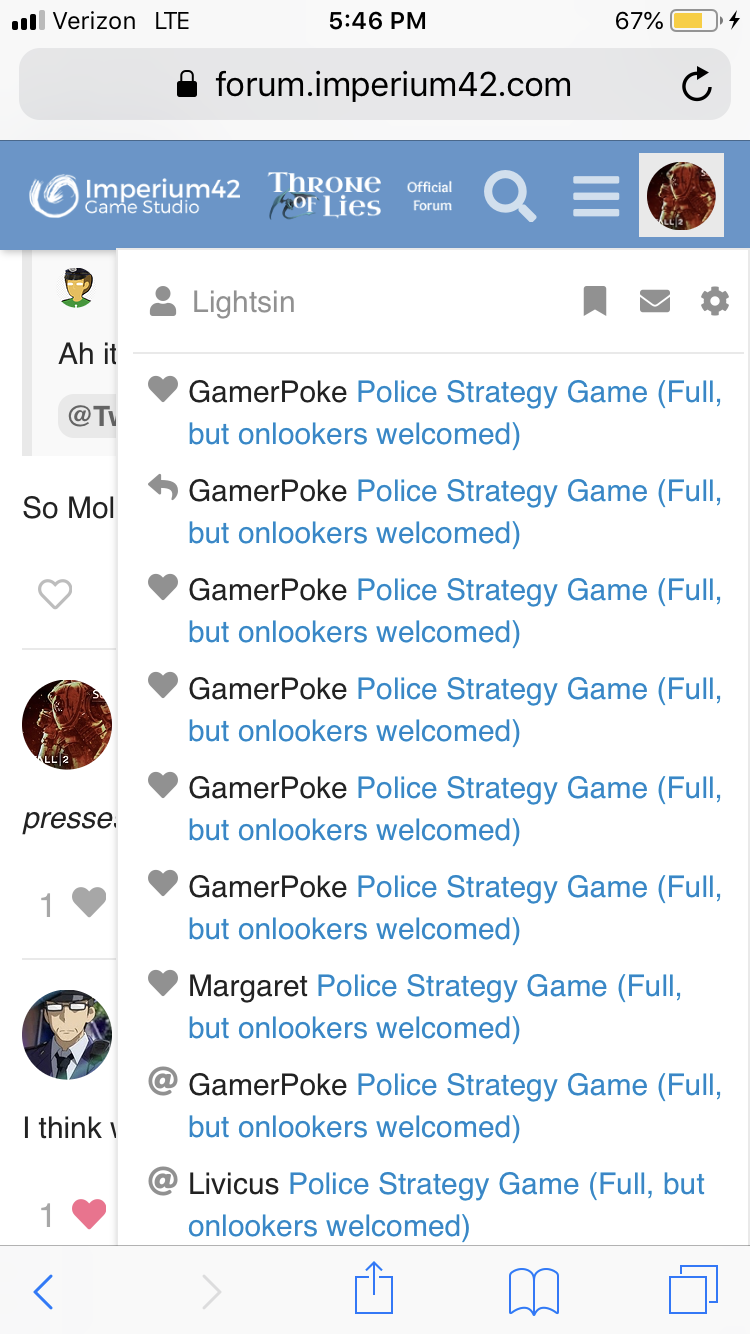 Verizon LTE 5:46 PM 67%
forum.imperium42.com
Imperium42 Game Studio
THRONE OF LIES
Official Forum
Lightsin
Ah it
@Tw
GamerPoke Police Strategy Game (Full,
but onlookers welcomed)
GamerPoke Police Strategy Game (Full,
but onlookers welcomed)
So Mol
GamerPoke Police Strategy Game (Full,
but onlookers welcomed)
GamerPoke Police Strategy Game (Full,
but onlookers welcomed)
LL|2
GamerPoke Police Strategy Game (Full,
but onlookers welcomed)
presse
GamerPoke Police Strategy Game (Full,
but onlookers welcomed)
1
Margaret Police Strategy Game (Full,
but onlookers welcomed)
@ GamerPoke Police Strategy Game (Full,
but onlookers welcomed)
I think
@ Livicus Police Strategy Game (Full, but
onlookers welcomed)
1